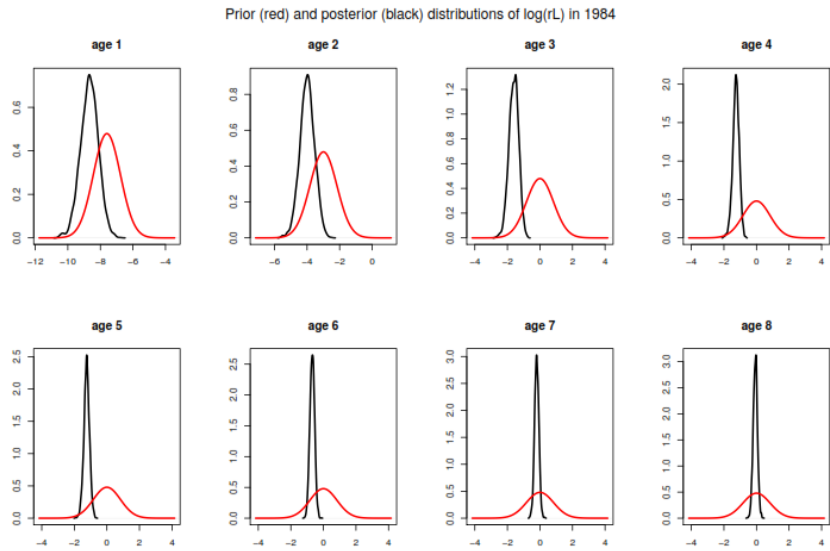 Prior (red) and posterior (black) distributions of log(rL) in 1984
age 1 age 2 age 3 age 4
0.0 0.2 0.4 0.6
−12 −10 −8 −6 −4
0.0 0.2 0.4 0.6 0.8
−6 −4 −2 0
0.0 0.2 0.4 0.6 0.8 1.0 1.2
−4 −2 0 2 4
0.0 0.5 1.0 1.5 2.0
−4 −2 0 2 4
age 5 age 6 age 7 age 8
0.0 0.5 1.0 1.5 2.0 2.5
−4 −2 0 2 4
0.0 0.5 1.0 1.5 2.0 2.5
−4 −2 0 2 4
0.0 0.5 1.0 1.5 2.0 2.5 3.0
−4 −2 0 2 4
0.0 0.5 1.0 1.5 2.0 2.5 3.0
−4 −2 0 2 4